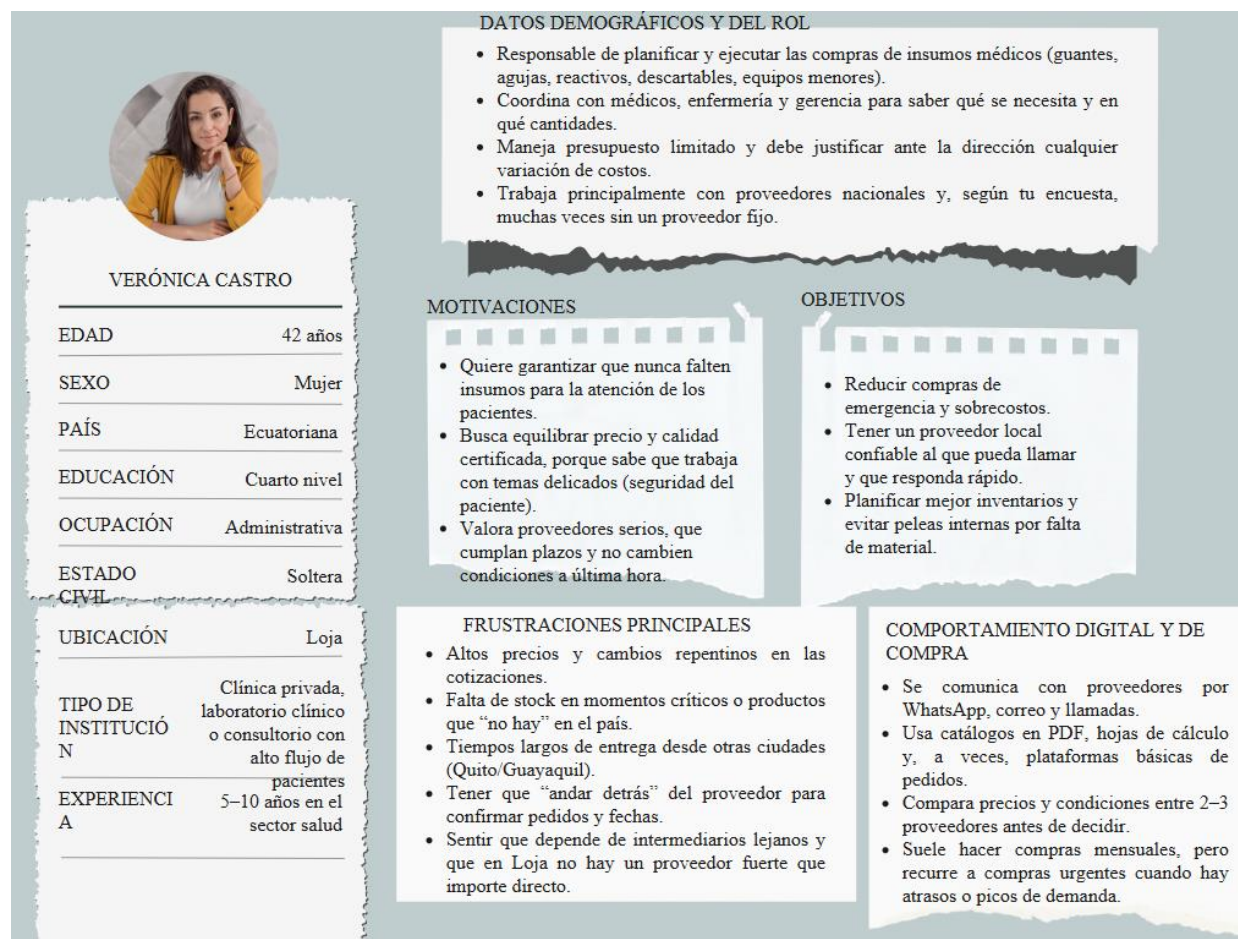 DATOS DEMOGRÁFICOS Y DEL ROL
• Responsable de planificar y ejecutar las compras de insumos médicos (guantes,
agujas, reactivos, descartables, equipos menores).
• Coordina con médicos, enfermería y gerencia para saber qué se necesita y en
qué cantidades.
• Maneja presupuesto limitado y debe justificar ante la dirección cualquier
variación de costos.
• Trabaja principalmente con proveedores nacionales y, según tu encuesta,
muchas veces sin un proveedor fijo.
VERÓNICA CASTRO
EDAD 42 años
SEXO Mujer
PAÍS Ecuatoriana
EDUCACIÓN Cuarto nivel
OCUPACIÓN Administrativa
ESTADO Soltera
CIVIL
UBICACIÓN Loja
TIPO DE
INSTITUCIÓ
N
Clínica privada,
laboratorio clínico
o consultorio con
alto flujo de
pacientes
EXPERIENCI
A
5–10 años en el
sector salud
MOTIVACIONES
• Quiere garantizar que nunca falten
insumos para la atención de los
pacientes.
• Busca equilibrar precio y calidad
certificada, porque sabe que trabaja
con temas delicados (seguridad del
paciente).
• Valora proveedores serios, que
cumplan plazos y no cambien
condiciones a última hora.
OBJETIVOS
• Reducir compras de
emergencia y sobrecostos.
• Tener un proveedor local
confiable al que pueda llamar
y que responda rápido.
• Planificar mejor inventarios y
evitar peleas internas por falta
de material.
FRUSTRACIONES PRINCIPALES
• Altos precios y cambios repentinos en las
cotizaciones.
• Falta de stock en momentos críticos o productos
que “no hay” en el país.
• Tiempos largos de entrega desde otras ciudades
(Quito/Guayaquil).
• Tener que “andar detrás” del proveedor para
confirmar pedidos y fechas.
• Sentir que depende de intermediarios lejanos y
que en Loja no hay un proveedor fuerte que
importe directo.
COMPORTAMIENTO DIGITAL Y DE
COMPRA
• Se comunica con proveedores por
WhatsApp, correo y llamadas.
• Usa catálogos en PDF, hojas de cálculo
y, a veces, plataformas básicas de
pedidos.
• Compara precios y condiciones entre 2–3
proveedores antes de decidir.
• Suele hacer compras mensuales, pero
recurre a compras urgentes cuando hay
atrasos o picos de demanda.